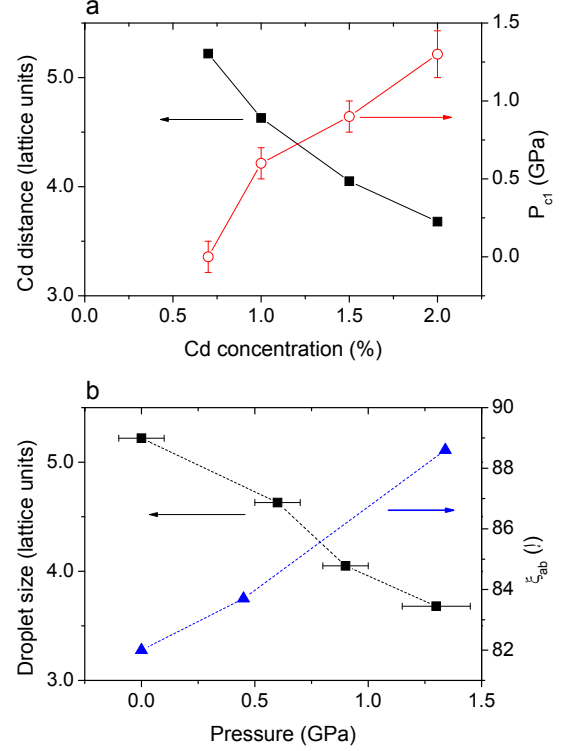 a
Cd distance (lattice units)
5.0
4.0
3.0
1.5
1.0
0.5
0.0
P_c1 (GPa)
0.0 0.5 1.0 1.5 2.0
Cd concentration (%)
b
Droplet size (lattice units)
5.0
4.0
3.0
90
88
86
84
82
ξ_ab
0.0 0.5 1.0 1.5
Pressure (GPa)